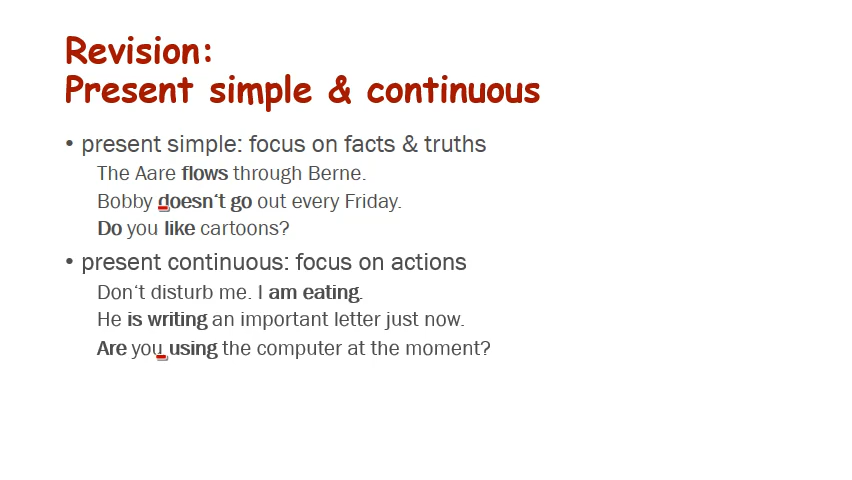 Revision:
Present simple & continuous
• present simple: focus on facts & truths
The Aare flows through Berne.
Bobby doesn‘t go out every Friday.
Do you like cartoons?
• present continuous: focus on actions
Don‘t disturb me. I am eating.
He is writing an important letter just now.
Are you using the computer at the moment?